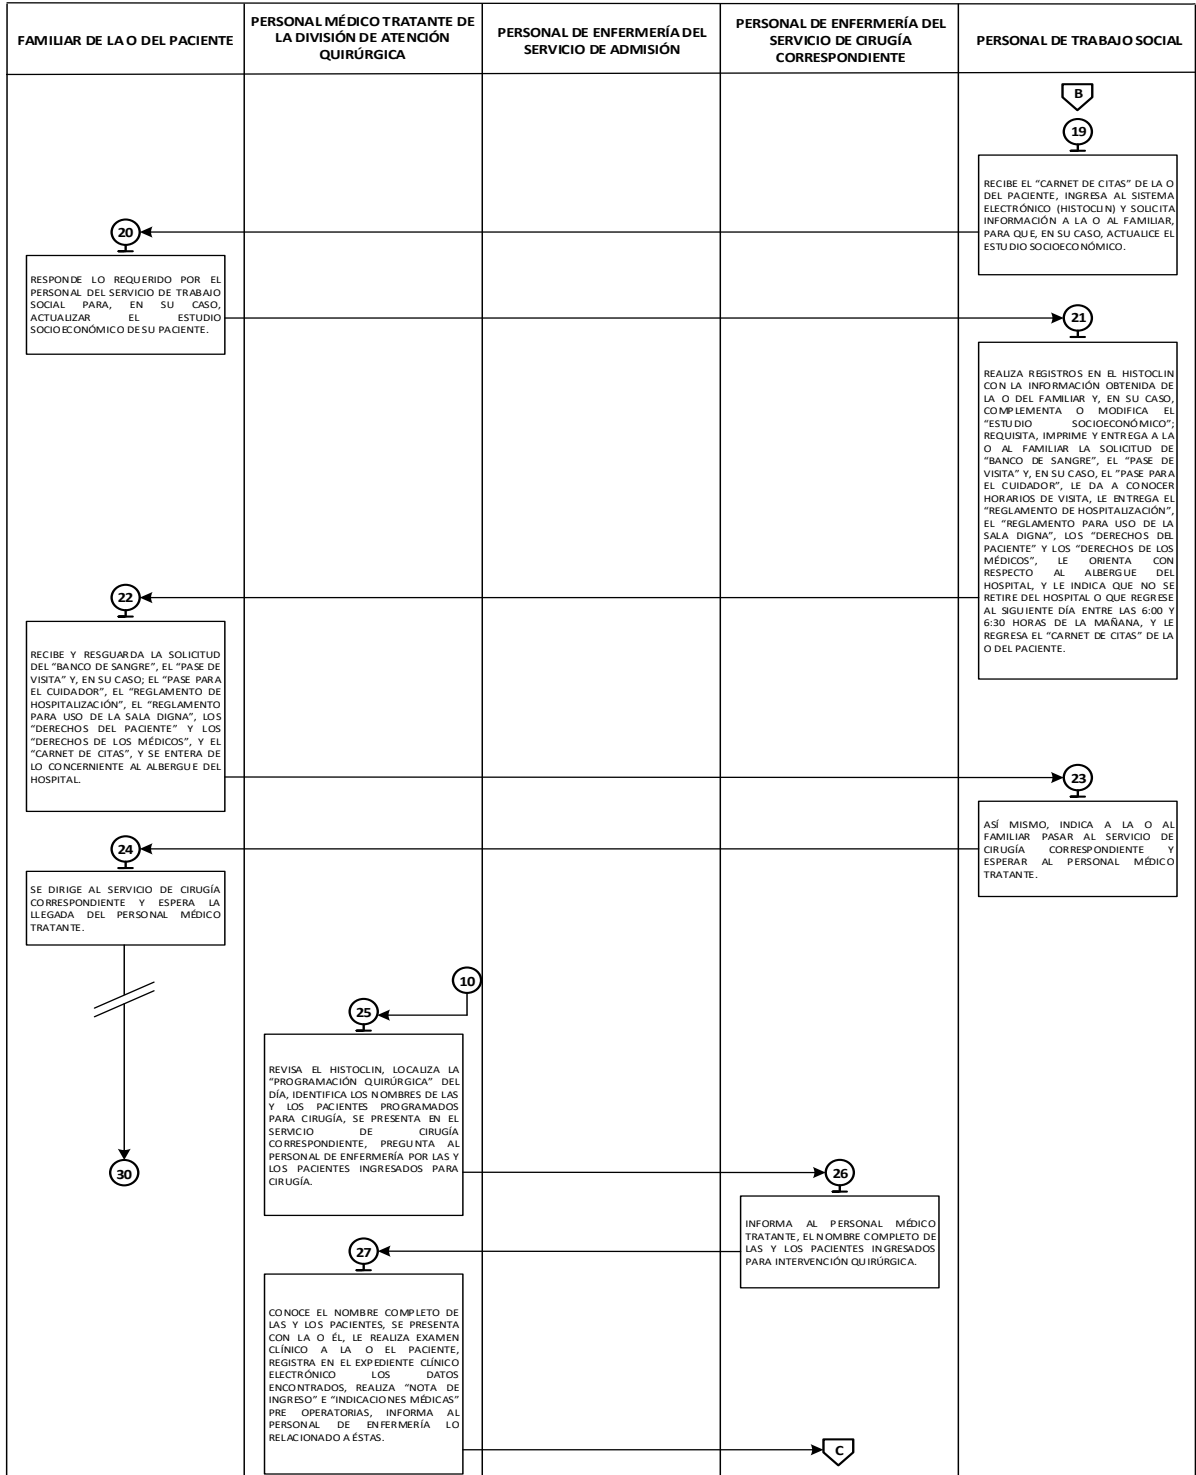 FAMILIAR DE LA O DEL PACIENTE
PERSONAL MÉDICO TRATANTE DE
LA DIVISIÓN DE ATENCIÓN
QUIRÚRGICA
PERSONAL DE ENFERMERÍA DEL
SERVICIO DE ADMISIÓN
PERSONAL DE ENFERMERÍA DEL
SERVICIO DE CIRUGÍA
CORRESPONDIENTE
PERSONAL DE TRABAJO SOCIAL
B
19
RECIBE EL “CARNET DE CITAS” DE LA O
DEL PACIENTE, INGRESA AL SISTEMA
ELECTRÓNICO (HISTOCLIN) Y SOLICITA
INFORMACIÓN A LA O AL FAMILIAR,
PARA QUE, EN SU CASO, ACTUALICE EL
ESTUDIO SOCIOECONÓMICO.
20
RESPONDE LO REQUERIDO POR EL
PERSONAL DEL SERVICIO DE TRABAJO
SOCIAL PARA, EN SU CASO,
ACTUALIZAR EL ESTUDIO
SOCIOECONÓMICO DE SU PACIENTE.
21
REALIZA REGISTROS EN EL HISTOCLIN
CON LA INFORMACIÓN OBTENIDA DE
LA O DEL FAMILIAR Y, EN SU CASO,
COMPLEMENTA O MODIFICA EL
“ESTUDIO SOCIOECONÓMICO”;
REQUISITA, IMPRIME Y ENTREGA A LA
O AL FAMILIAR LA SOLICITUD DE
“BANCO DE SANGRE”, EL “PASE DE
VISITA” Y, EN SU CASO, EL “PASE PARA
EL CUIDADOR”, LE DA A CONOCER
HORARIOS DE VISITA, LE ENTREGA EL
“REGLAMENTO DE HOSPITALIZACIÓN”,
EL “REGLAMENTO PARA USO DE LA
SALA DIGNA”, LOS “DERECHOS DEL
PACIENTE” Y LOS “DERECHOS DE LOS
MÉDICOS”, LE ORIENTA CON
RESPECTO AL ALBERGUE DEL
HOSPITAL, Y LE INDICA QUE NO SE
RETIRE DEL HOSPITAL O QUE REGRESE
AL SIGUIENTE DÍA ENTRE LAS 6:00 Y
6:30 HORAS DE LA MAÑANA, Y LE
REGRESA EL “CARNET DE CITAS” DE LA
O DEL PACIENTE.
22
RECIBE Y RESGUARDA LA SOLICITUD
DEL “BANCO DE SANGRE”, EL “PASE DE
VISITA” Y, EN SU CASO; EL “PASE PARA
EL CUIDADOR”, EL “REGLAMENTO DE
HOSPITALIZACIÓN”, EL “REGLAMENTO
PARA USO DE LA SALA DIGNA”, LOS
“DERECHOS DEL PACIENTE” Y LOS
“DERECHOS DE LOS MÉDICOS”, Y EL
“CARNET DE CITAS”, Y SE ENTERA DE
LO CONCERNIENTE AL ALBERGUE DEL
HOSPITAL.
23
ASÍ MISMO, INDICA A LA O AL
FAMILIAR PASAR AL SERVICIO DE
CIRUGÍA CORRESPONDIENTE Y
ESPERAR AL PERSONAL MÉDICO
TRATANTE.
24
SE DIRIGE AL SERVICIO DE CIRUGÍA
CORRESPONDIENTE Y ESPERA LA
LLEGADA DEL PERSONAL MÉDICO
TRATANTE.
10
25
REVISA EL HISTOCLIN, LOCALIZA LA
“PROGRAMACIÓN QUIRÚRGICA” DEL
DÍA, IDENTIFICA LOS NOMBRES DE LAS
Y LOS PACIENTES PROGRAMADOS
PARA CIRUGÍA, SE PRESENTA EN EL
SERVICIO DE CIRUGÍA
CORRESPONDIENTE, PREGUNTA AL
PERSONAL DE ENFERMERÍA POR LAS Y
LOS PACIENTES INGRESADOS PARA
CIRUGÍA.
30
26
INFORMA AL PERSONAL MÉDICO
TRATANTE, EL NOMBRE COMPLETO DE
LAS Y LOS PACIENTES INGRESADOS
PARA INTERVENCIÓN QUIRÚRGICA.
27
CONOCE EL NOMBRE COMPLETO DE
LAS Y LOS PACIENTES, SE PRESENTA
CON LA O ÉL, LE REALIZA EXAMEN
CLÍNICO A LA O EL PACIENTE,
REGISTRA EN EL EXPEDIENTE CLÍNICO
ELECTRÓNICO LOS DATOS
ENCONTRADOS, REALIZA “NOTA DE
INGRESO” E “INDICACIONES MÉDICAS”
PRE OPERATORIAS, INFORMA AL
PERSONAL DE ENFERMERÍA LO
RELACIONADO A ÉSTAS.
C